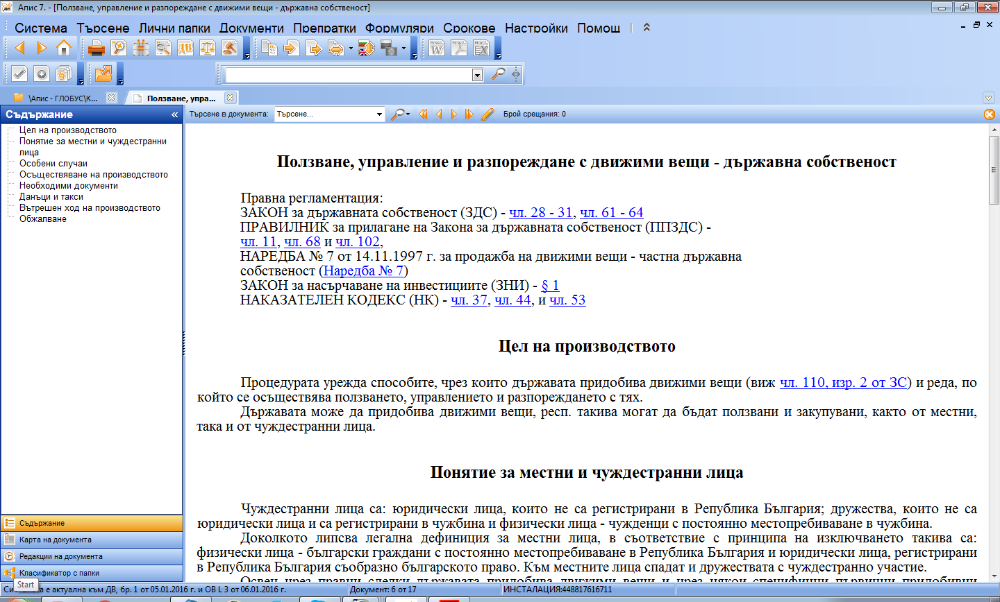 Апис 7. - [Ползване, управление и разпореждане с движими вещи - държавна собственост]
Система Търсене Лични папки Документи Препратки Формуляри Срокове Настройки Помощ
\Апис - ГЛОБУС\К...
Ползване, упра...
Съдържание
Търсене в документа: Търсене... Брой срещания: 0
Цел на производството
Понятие за местни и чуждестранни
лица
Особени случаи
Осъществяване на производството
Необходими документи
Данъци и такси
Вътрешен ход на производството
Обжалване
Ползване, управление и разпореждане с движими вещи - държавна собственост
Правна регламентация:
ЗАКОН за държавната собственост (ЗДС) - чл. 28 - 31, чл. 61 - 64
ПРАВИЛНИК за прилагане на Закона за държавната собственост (ППЗДС) -
чл. 11, чл. 68 и чл. 102,
НАРЕДБА № 7 от 14.11.1997 г. за продажба на движими вещи - частна държавна
собственост (Наредба № 7)
ЗАКОН за насърчаване на инвестициите (ЗНИ) - § 1
НАКАЗАТЕЛЕН КОДЕКС (НК) - чл. 37, чл. 44, и чл. 53
Цел на производството
Процедурата урежда способите, чрез които държавата придобива движими вещи (виж чл. 110, изр. 2 от ЗС) и реда, по
който се осъществява ползването, управлението и разпореждането с тях.
Държавата може да придобива движими вещи, респ. такива могат да бъдат ползвани и закупувани, както от местни,
така и от чуждестранни лица.
Понятие за местни и чуждестранни лица
Чуждестранни лица са: юридически лица, които не са регистрирани в Република България; дружества, които не са
юридически лица и са регистрирани в чужбина и физически лица - чужденци с постоянно местопребиваване в чужбина.
Доколкото липсва легална дефиниция за местни лица, в съответствие с принципа на изключването такива са:
физически лица - български граждани с постоянно местопребиваване в Република България и юридически лица, регистрирани
в Република България съобразно българското право. Към местните лица спадат и дружествата с чуждестранно участие.
Освен чрез правни сделки държавата придобива движими вещи и чрез някои специфични първични придобивни
Съдържание
Карта на документа
Редакции на документа
Класификатор с папки
Start
а е актуална към ДВ, бр. 1 от 05.01.2016 г. и OB L 3 от 06.01.2016 г.
Документ: 6 от 17
ИНСТАЛАЦИЯ:448817616711